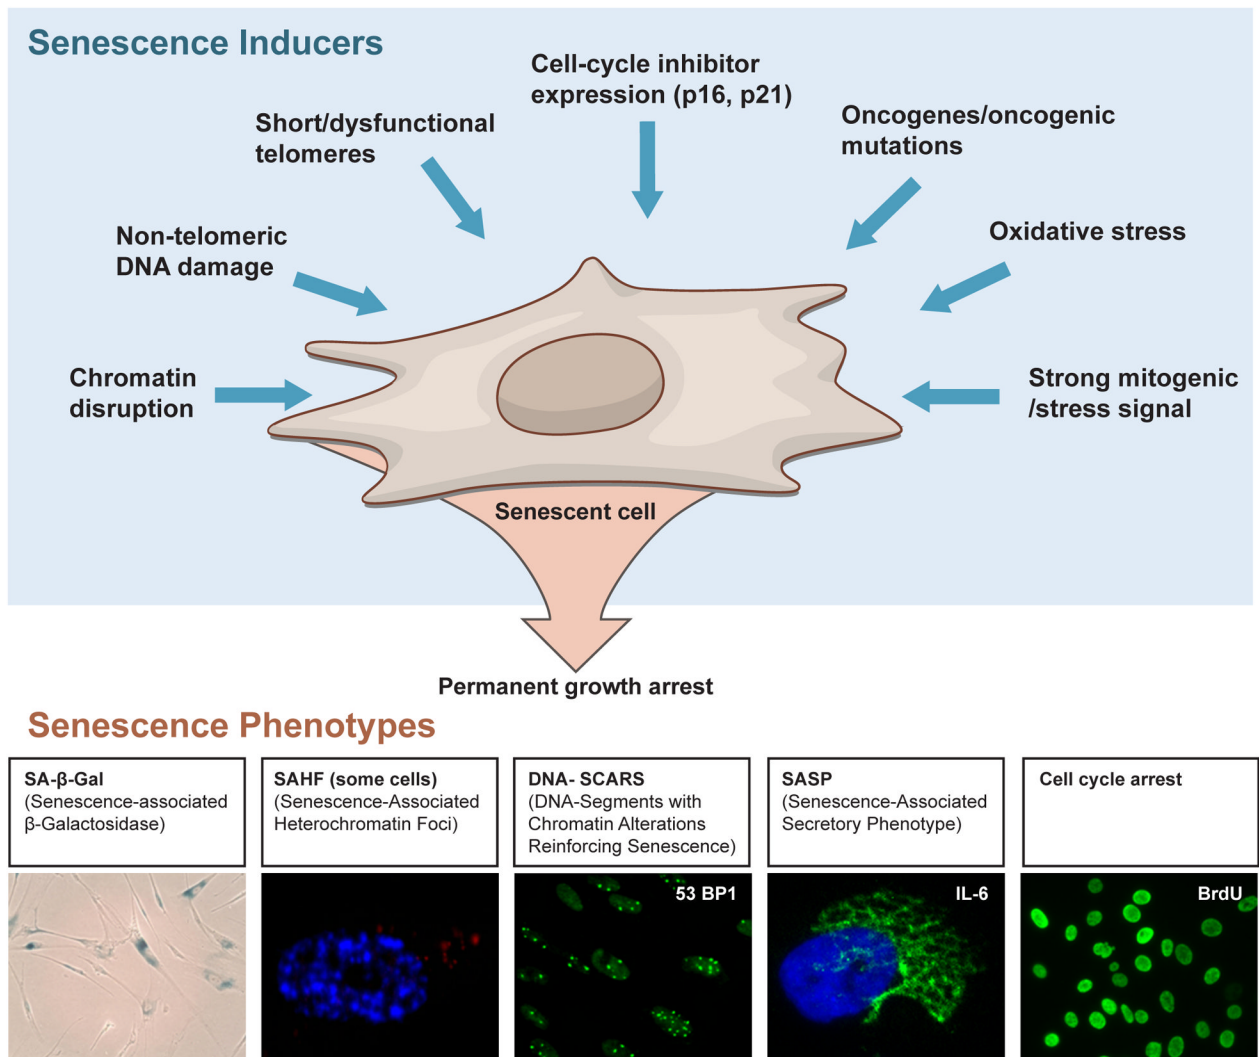 Senescence Inducers
Cell-cycle inhibitor
expression (p16, p21)
Short/dysfunctional
telomeres
Oncogenes/oncogenic
mutations
Non-telomeric
DNA damage
Oxidative stress
Chromatin
disruption
Strong mitogenic
/stress signal
Senescent cell
Permanent growth arrest
Senescence Phenotypes
SA-β-Gal
(Senescence-associated
β-Galactosidase)
SAHF (some cells)
(Senescence-Associated
Heterochromatin Foci)
DNA- SCARS
(DNA-Segments with
Chromatin Alterations
Reinforcing Senescence)
SASP
(Senescence-Associated
Secretory Phenotype)
Cell cycle arrest
53 BP1
IL-6
BrdU